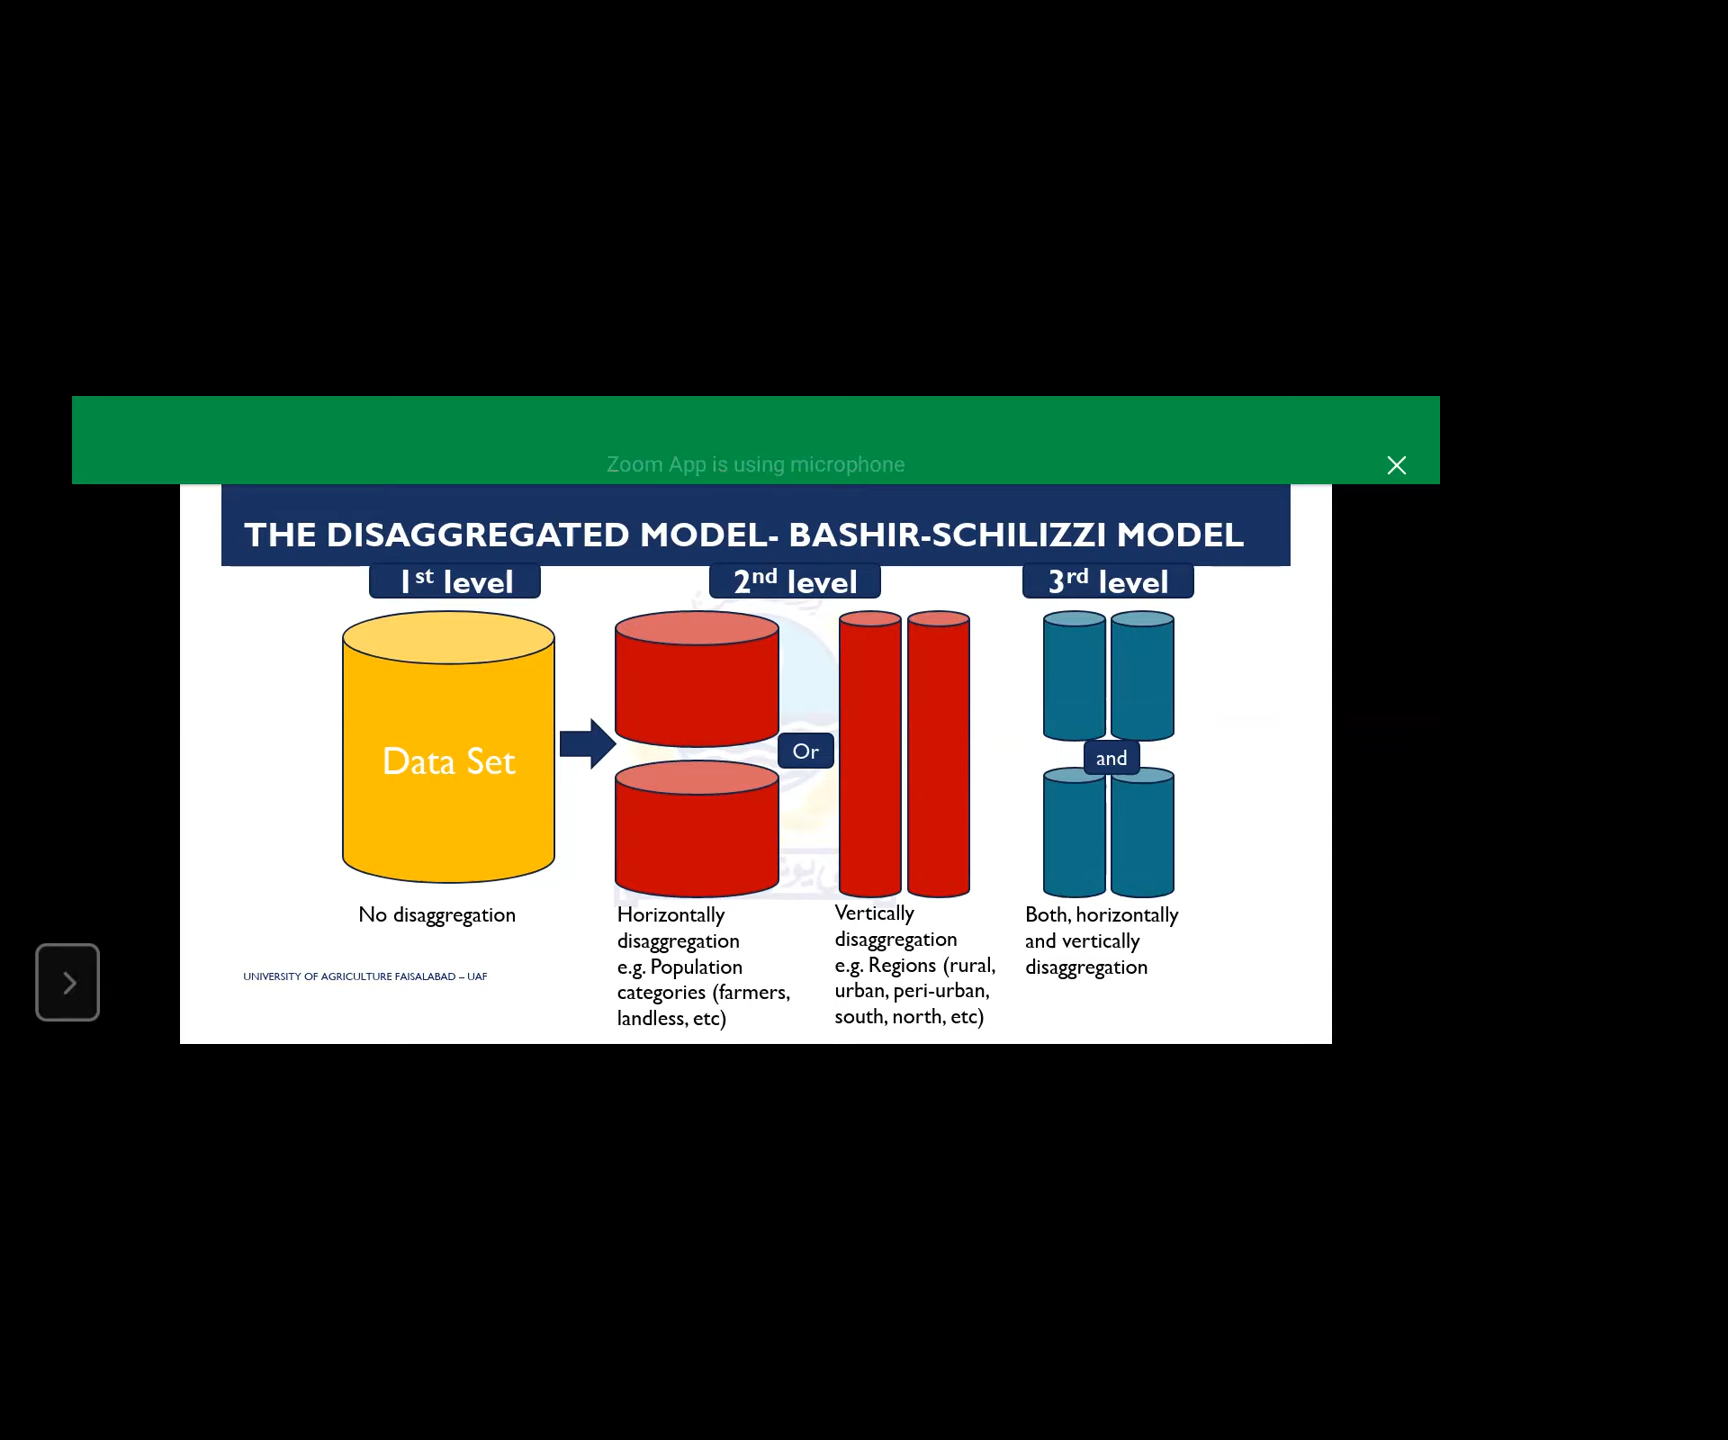 Zoom App is using microphone
THE DISAGGREGATED MODEL- BASHIR-SCHILIZZI MODEL
1st level
2nd level
3rd level
Data Set
Or
and
No disaggregation
Horizontally
disaggregation
e.g. Population
categories (farmers,
landless, etc)
Vertically
disaggregation
e.g. Regions (rural,
urban, peri-urban,
south, north, etc)
Both, horizontally
and vertically
disaggregation
UNIVERSITY OF AGRICULTURE FAISALABAD – UAF